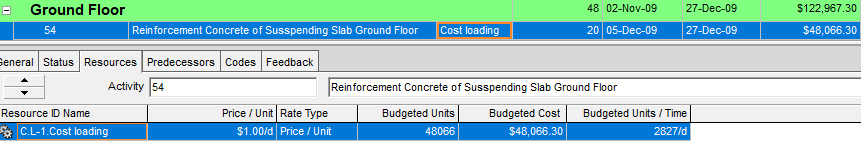 Ground Floor 48 02-Nov-09 27-Dec-09 $122,967.30
54 Reinforcement Concrete of Susspending Slab Ground Floor Cost loading 20 05-Dec-09 27-Dec-09 $48,066.30
General Status Resources Predecessors Codes Feedback
Activity 54 Reinforcement Concrete of Susspending Slab Ground Floor
Resource ID Name Price / Unit Rate Type Budgeted Units Budgeted Cost Budgeted Units / Time
C.L-1.Cost loading $1.00/d Price / Unit 48066 $48,066.30 2827/d